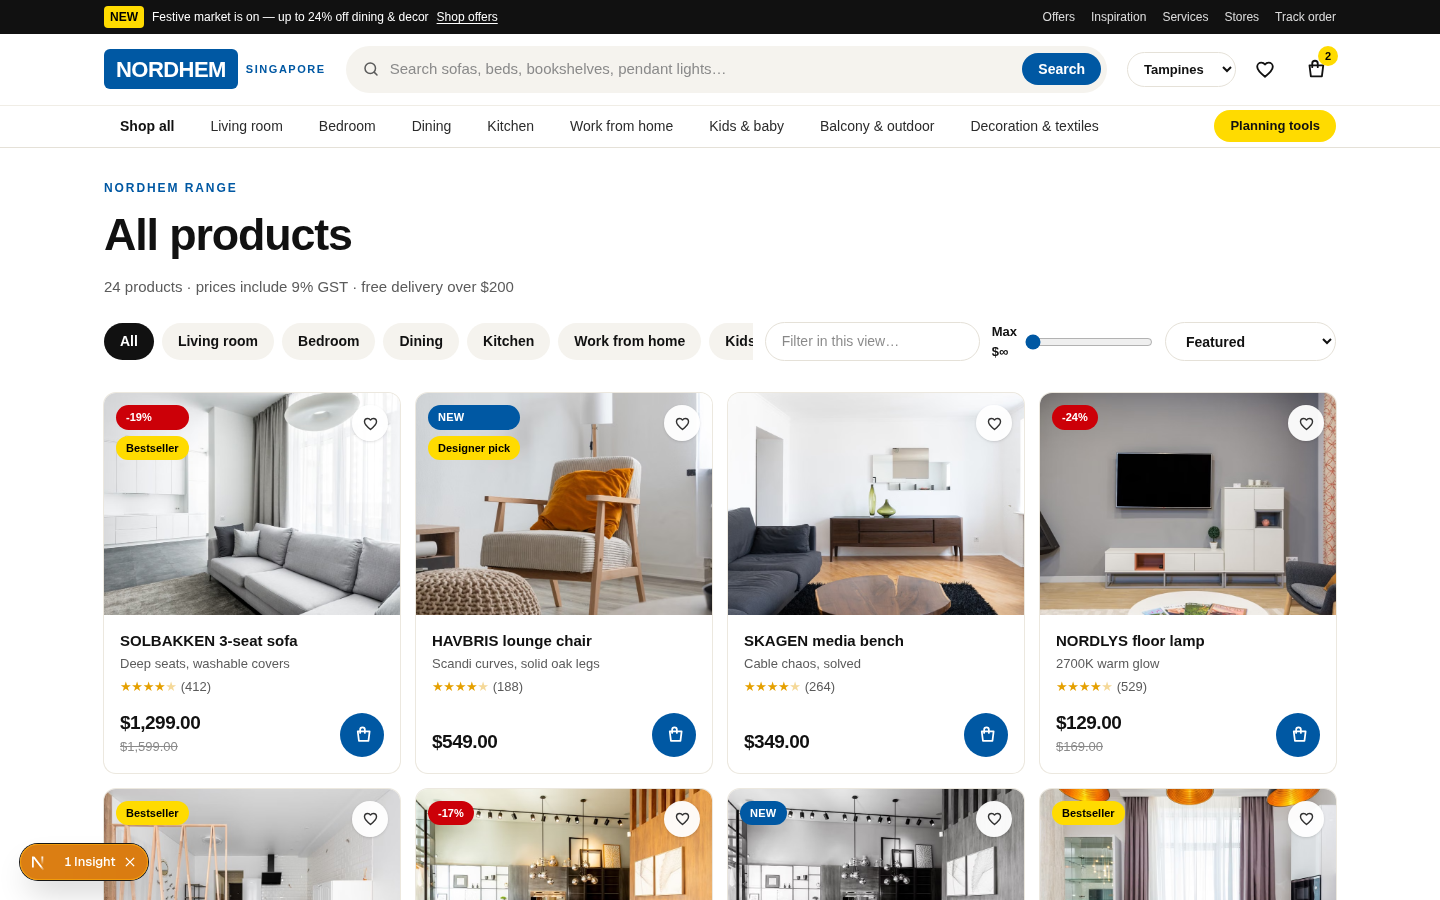 NEW Festive market is on — up to 24% off dining & decor Shop offers
Offers Inspiration Services Stores Track order
NORDHEM SINGAPORE
Search sofas, beds, bookshelves, pendant lights…
Search
Tampines
2
Shop all Living room Bedroom Dining Kitchen Work from home Kids & baby Balcony & outdoor Decoration & textiles
Planning tools
NORDHEM RANGE
All products
24 products · prices include 9% GST · free delivery over $200
All Living room Bedroom Dining Kitchen Work from home Kids
Filter in this view…
Max
$∞
Featured
-19%
Bestseller
SOLBAKKEN 3-seat sofa
Deep seats, washable covers
★★★★★ (412)
$1,299.00
$1,599.00
NEW
Designer pick
HAVBRIS lounge chair
Scandi curves, solid oak legs
★★★★★ (188)
$549.00
SKAGEN media bench
Cable chaos, solved
★★★★★ (264)
$349.00
-24%
NORDLYS floor lamp
2700K warm glow
★★★★★ (529)
$129.00
$169.00
Bestseller
-17%
NEW
Bestseller
1 Insight